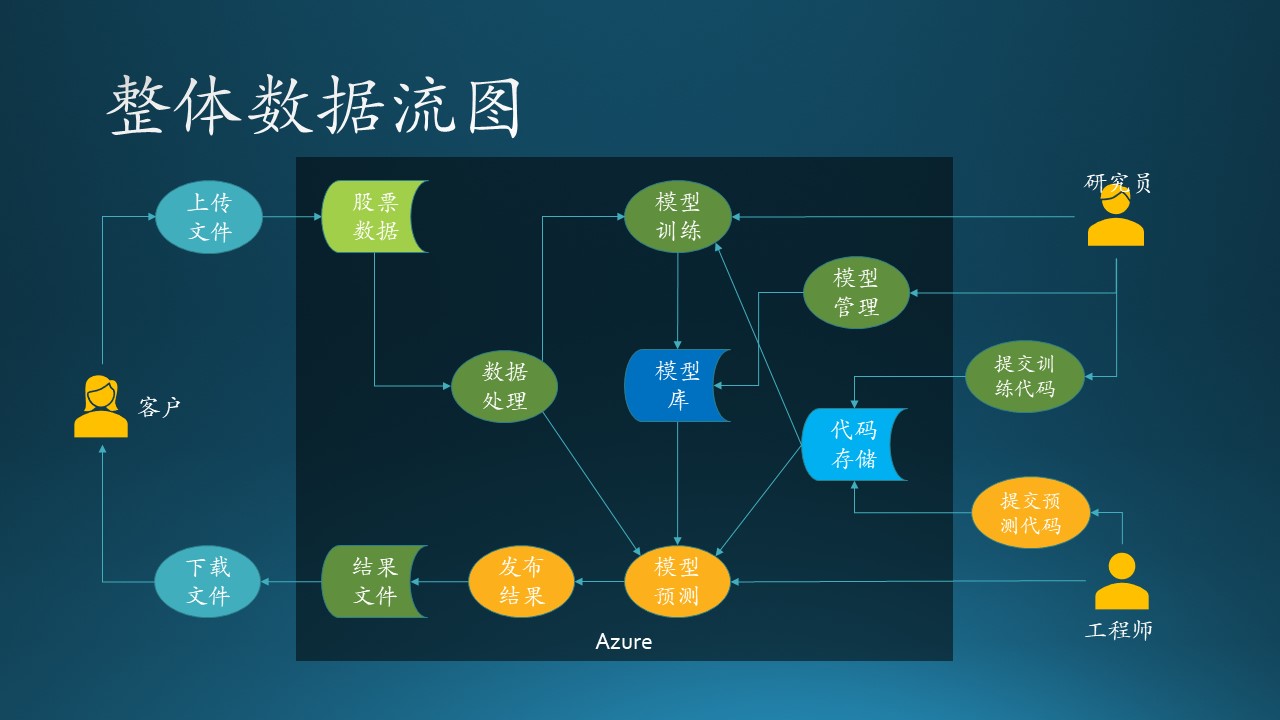 整体数据流图
上传
文件
股票
数据
模型
训练
研究员
模型
管理
数据
处理
模型
库
提交训
练代码
客户
代码
存储
提交预
测代码
下载
文件
结果
文件
发布
结果
模型
预测
工程师
Azure